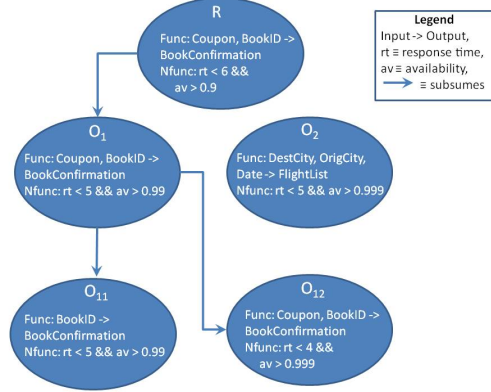 R
Func: Coupon, BookID ->
BookConfirmation
Nfunc: rt < 6 &&
av > 0.9
Legend
Input -> Output,
rt ≡ response time,
av ≡ availability,
≡ subsumes
O1
Func: Coupon, BookID ->
BookConfirmation
Nfunc: rt < 5 && av > 0.99
O2
Func: DestCity, OrigCity,
Date -> FlightList
Nfunc: rt < 5 && av > 0.999
O11
Func: BookID ->
BookConfirmation
Nfunc: rt < 5 && av > 0.99
O12
Func: Coupon, BookID ->
BookConfirmation
Nfunc: rt < 4 &&
av > 0.999